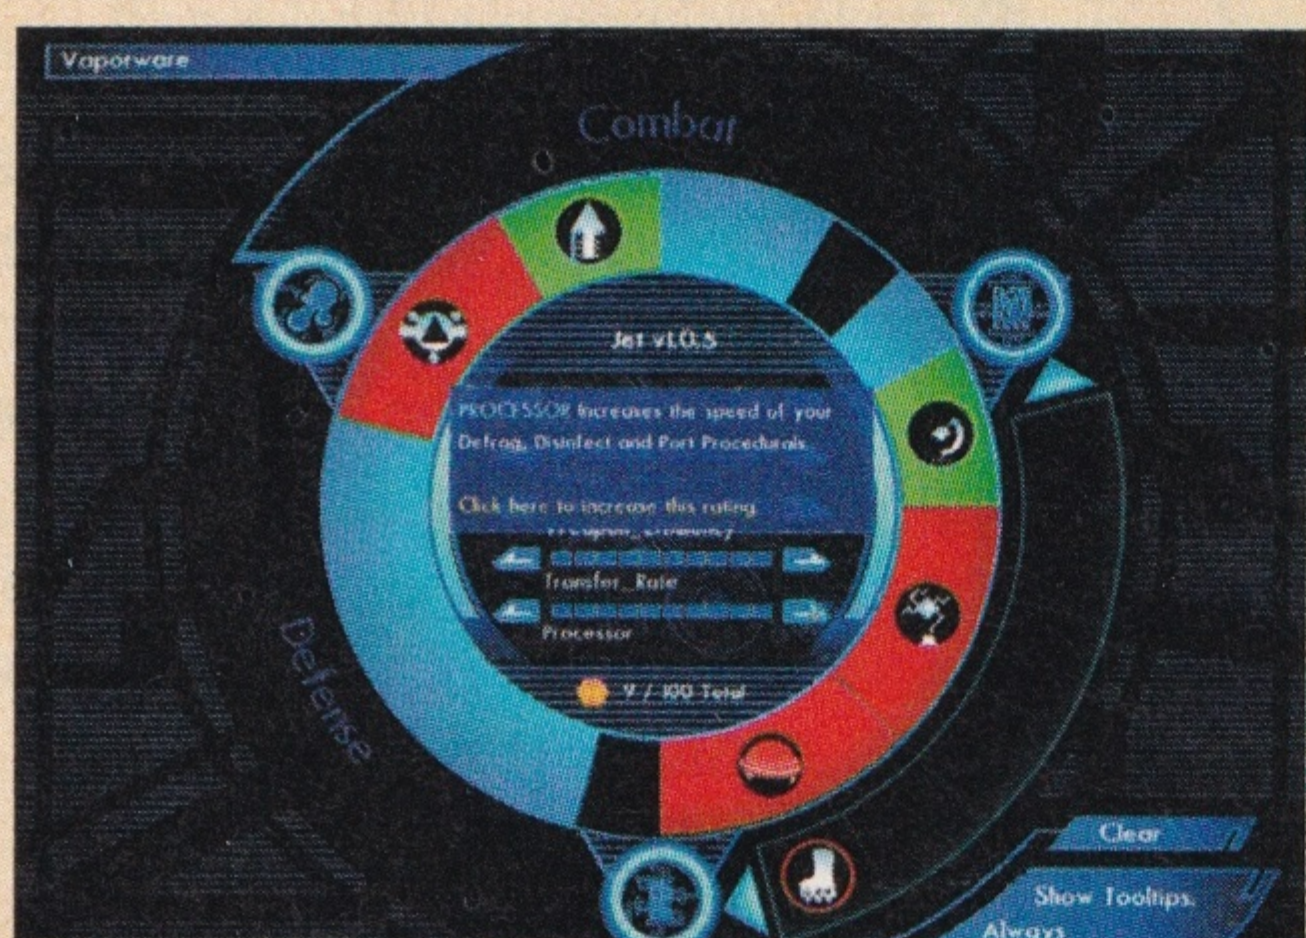 Vaporware
Combat
Jet v1.0.5
PROCESSOR Increases the speed of your
Defrag, Disinfect and Port Procedurals.
Click here to increase this rating
Transfer_Rate
Processor
9 / 100 Total
Defense
Clear
Show Tooltips.
Always